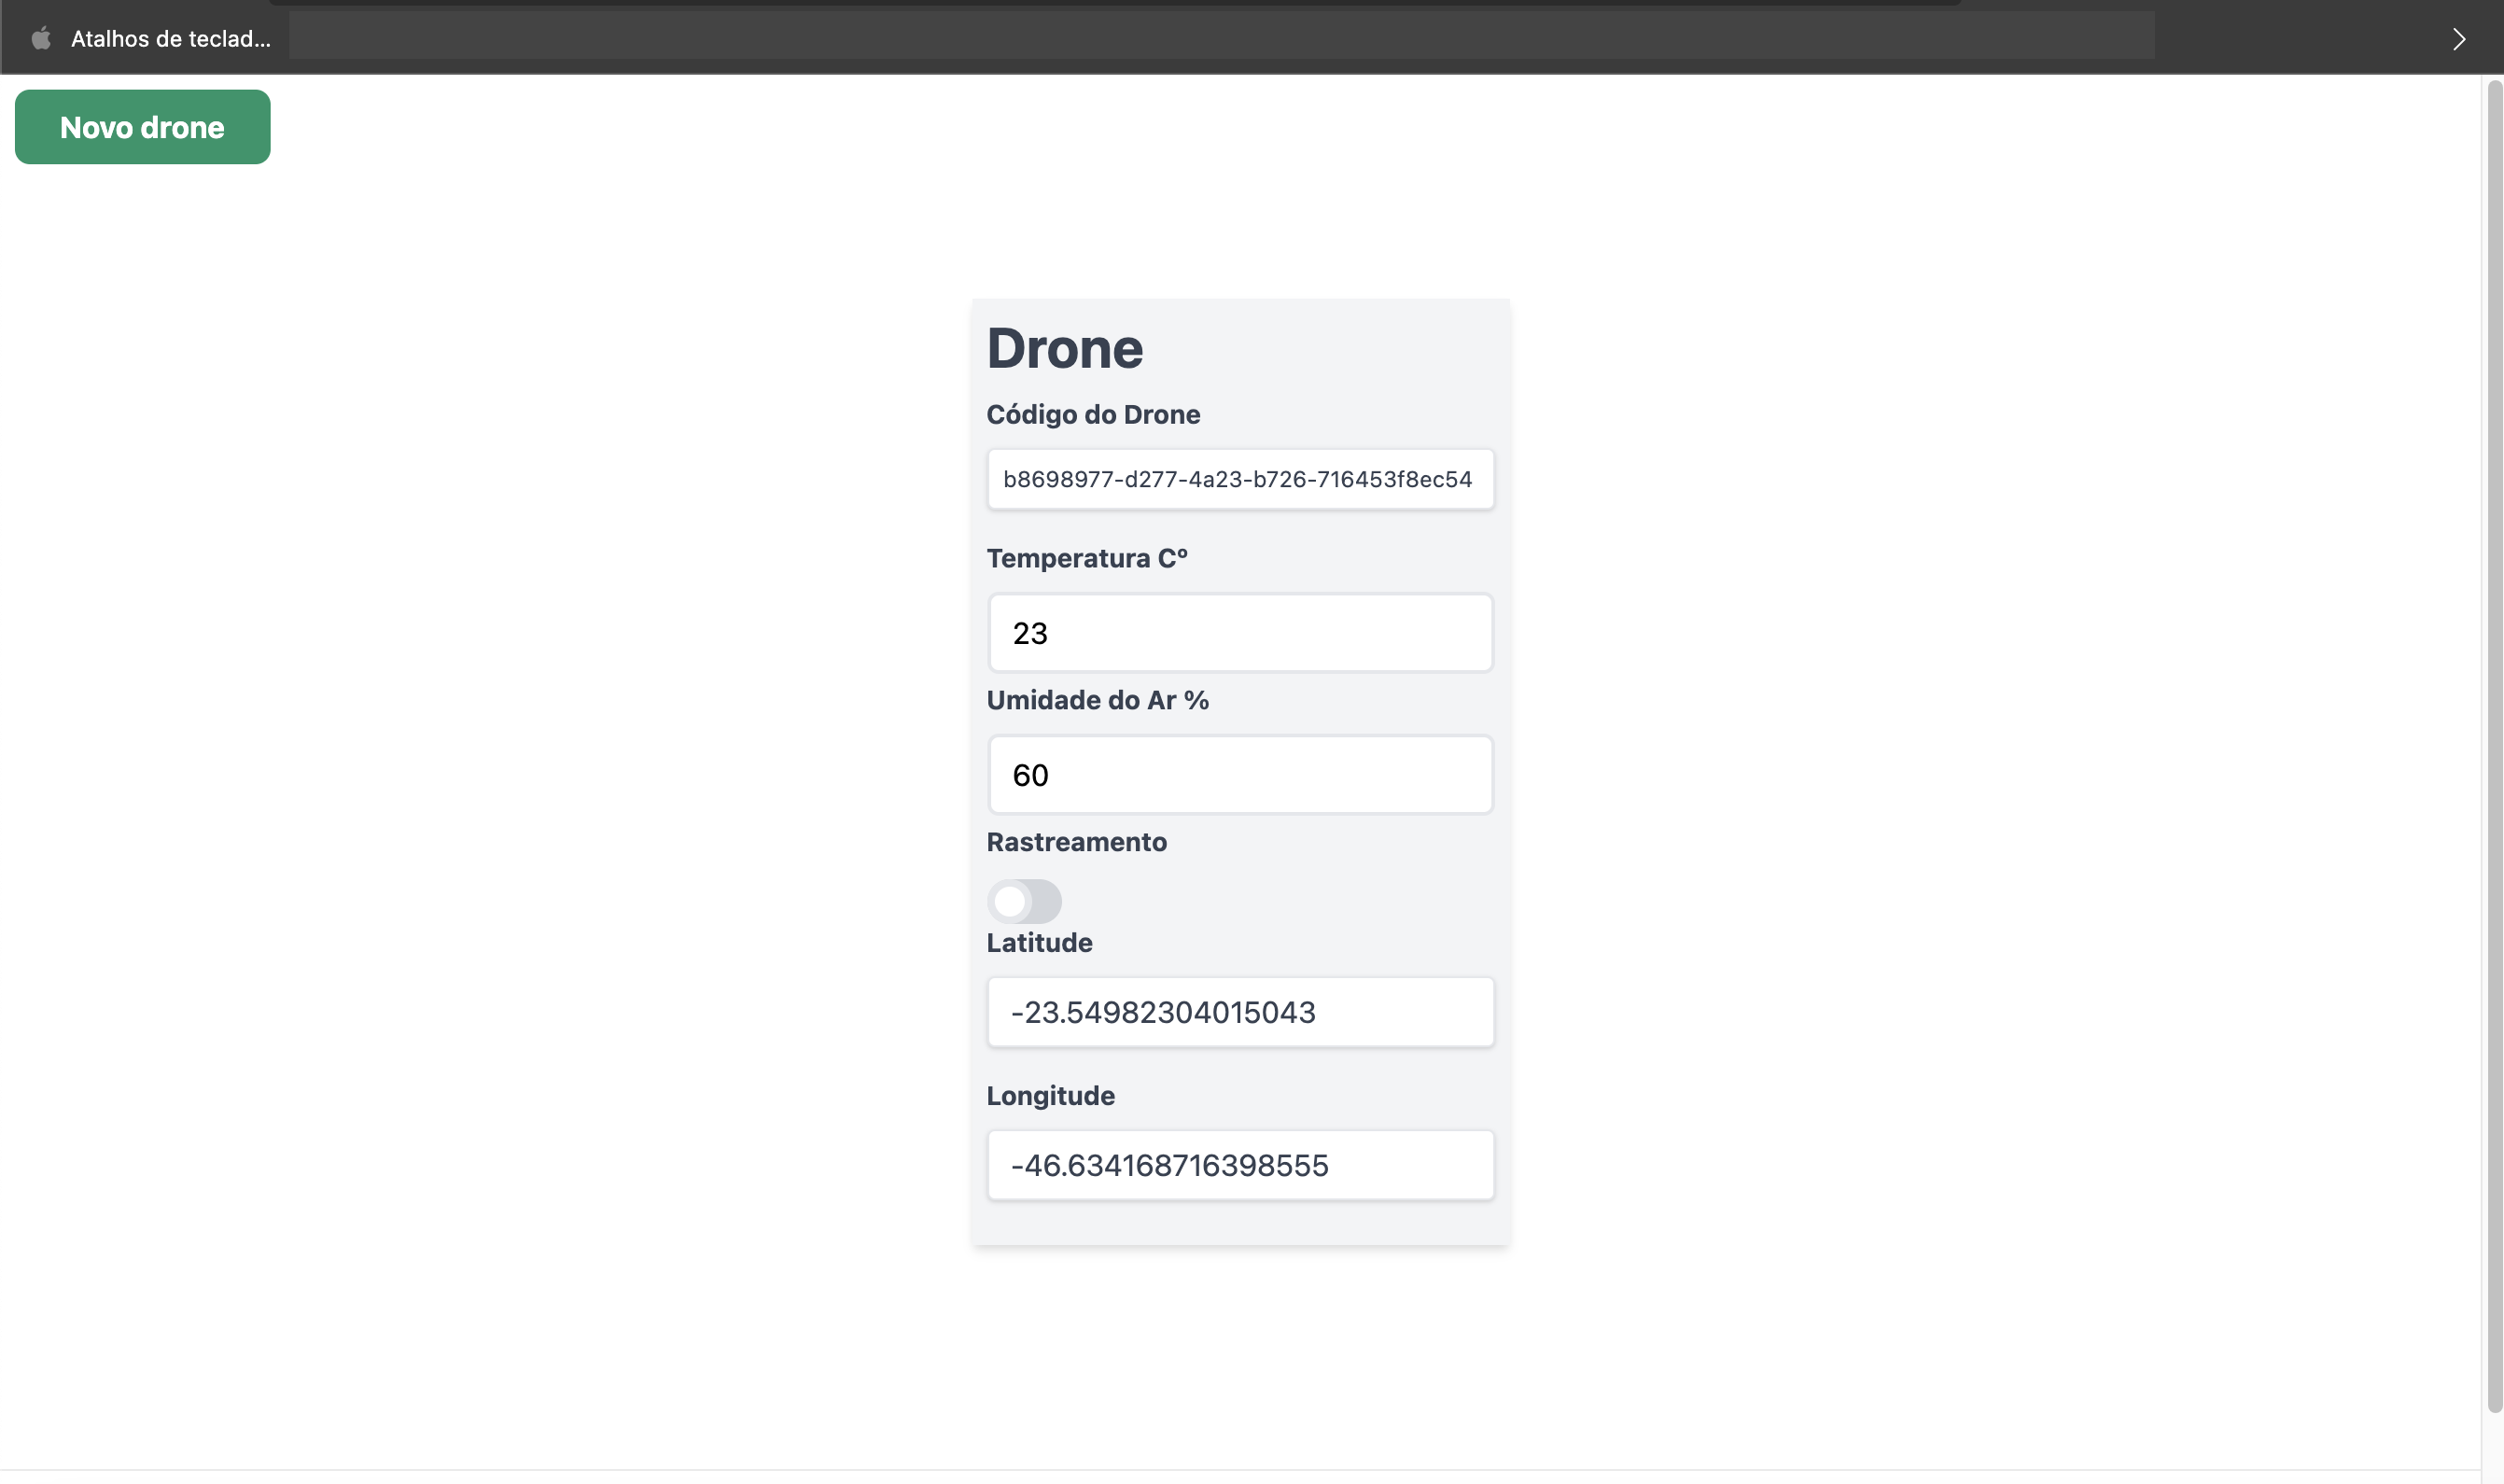 Atalhos de teclad...
Novo drone
Drone
Código do Drone
b8698977-d277-4a23-b726-716453f8ec54
Temperatura Cº
23
Umidade do Ar %
60
Rastreamento
Latitude
-23.54982304015043
Longitude
-46.634168716398555